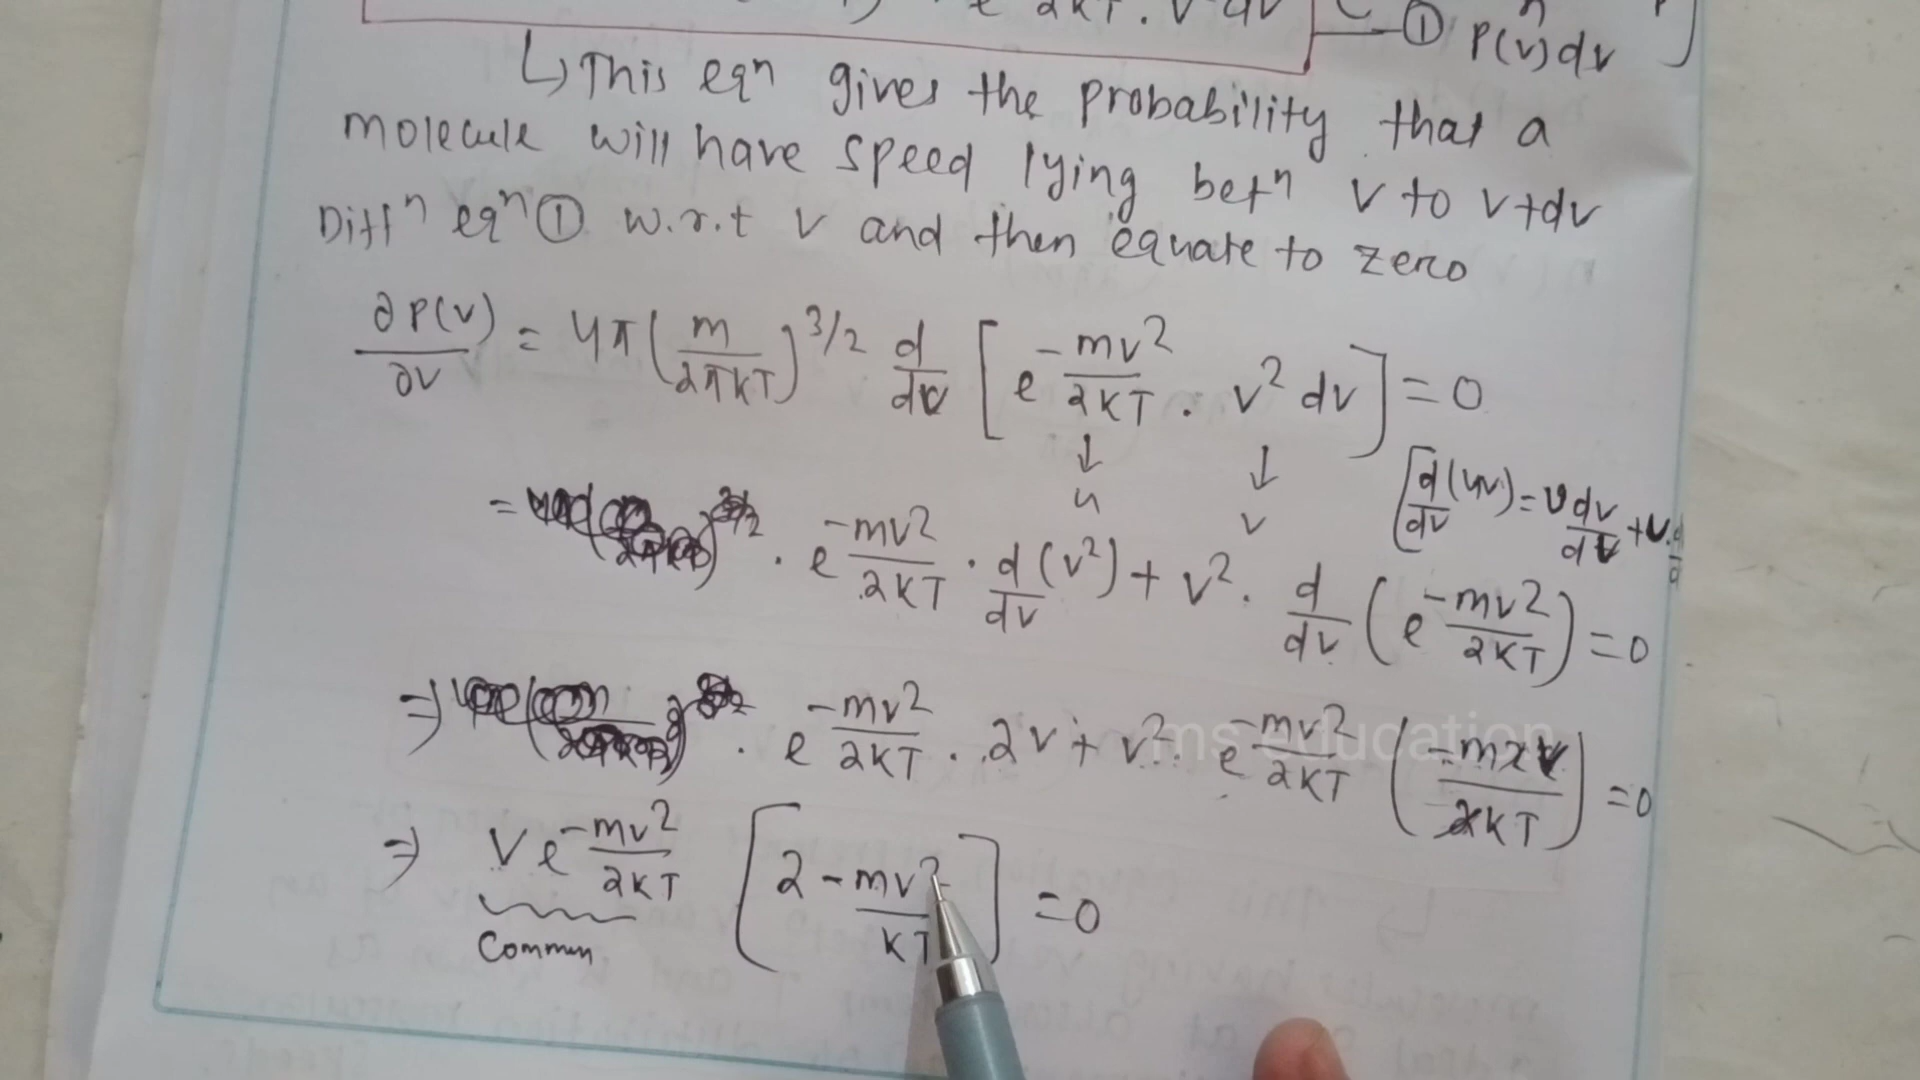 e 2KT . v² dv ① n
P(v)dv
↳ This eqⁿ gives the probability that a
molecule will have speed lying betⁿ v to v+dv
Diffⁿ eqⁿ ① w.r.t v and then equate to zero
∂P(v)/∂v = 4π(m/2πKT)^3/2 d/dv [e^-mv²/2KT . v² dv] = 0
↓ ↓
u v
[d/dv (uv) = u dv/dv + v.
= . e^-mv²/2KT . d/dv (v²) + v² . d/dv (e^-mv²/2KT) = 0
⇒ . e^-mv²/2KT . 2v + v² e^-mv²/2KT (-m2v/2KT) = 0
ms education
⇒ v e^-mv²/2KT [2 - mv²/KT] = 0
Common